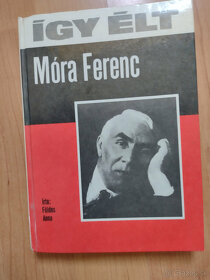 ÍGY ÉLT
Móra Ferenc
Írta:
Földes
Anna